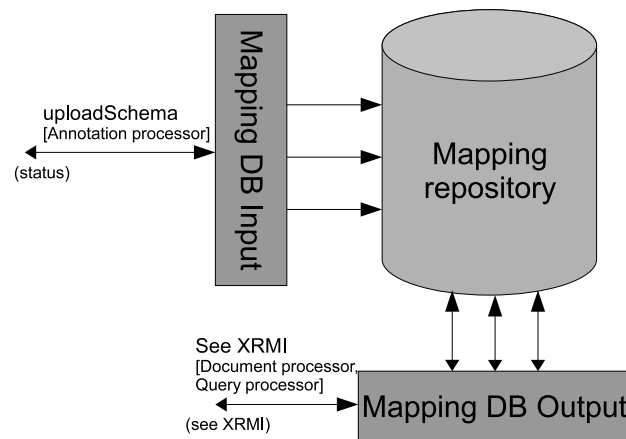 uploadSchema
[Annotation processor]
(status)
Mapping DB Input
Mapping
repository
See XRMI
[Document processor,
Query processor]
(see XRMI)
Mapping DB Output